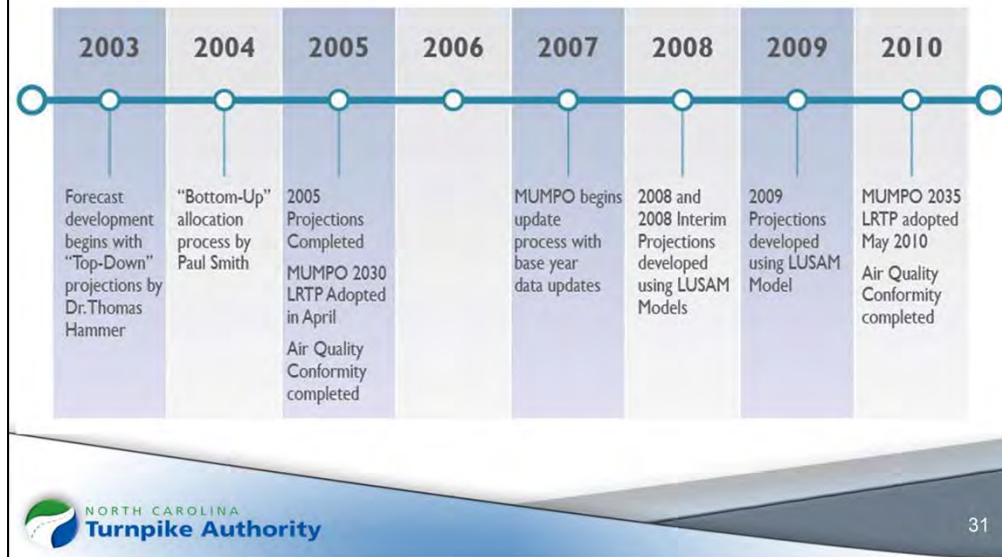 2003
2004
2005
2006
2007
2008
2009
2010
Forecast
development
begins with
“Top-Down”
projections by
Dr. Thomas
Hammer
“Bottom-Up”
allocation
process by
Paul Smith
2005
Projections
Completed
MUMPO 2030
LRTP Adopted
in April
Air Quality
Conformity
completed
MUMPO begins
update
process with
base year
data updates
2008 and
2008 Interim
Projections
developed
using LUSAM
Models
2009
Projections
developed
using LUSAM
Model
MUMPO 2035
LRTP adopted
May 2010
Air Quality
Conformity
completed
NORTH CAROLINA
Turnpike Authority
31